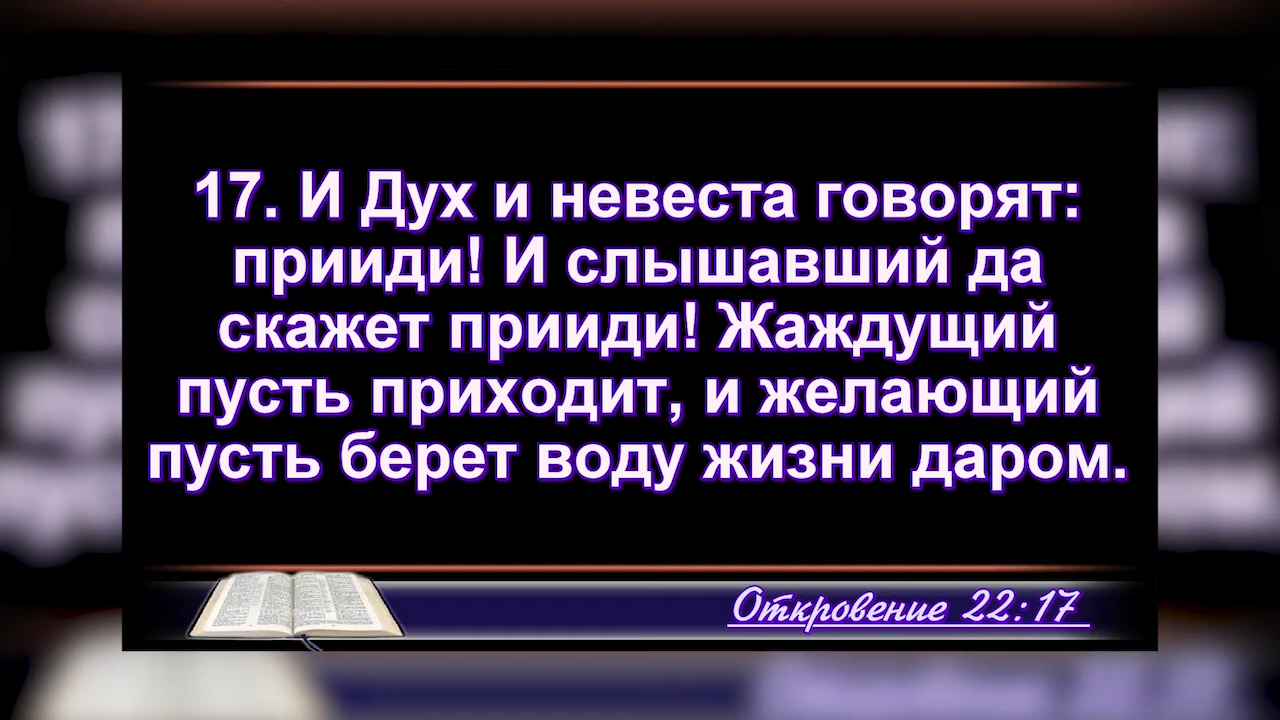 17. И Дух и невеста говорят:
прииди! И слышавший да
скажет прииди! Жаждущий
пусть приходит, и желающий
пусть берет воду жизни даром.
Откровение 22:17